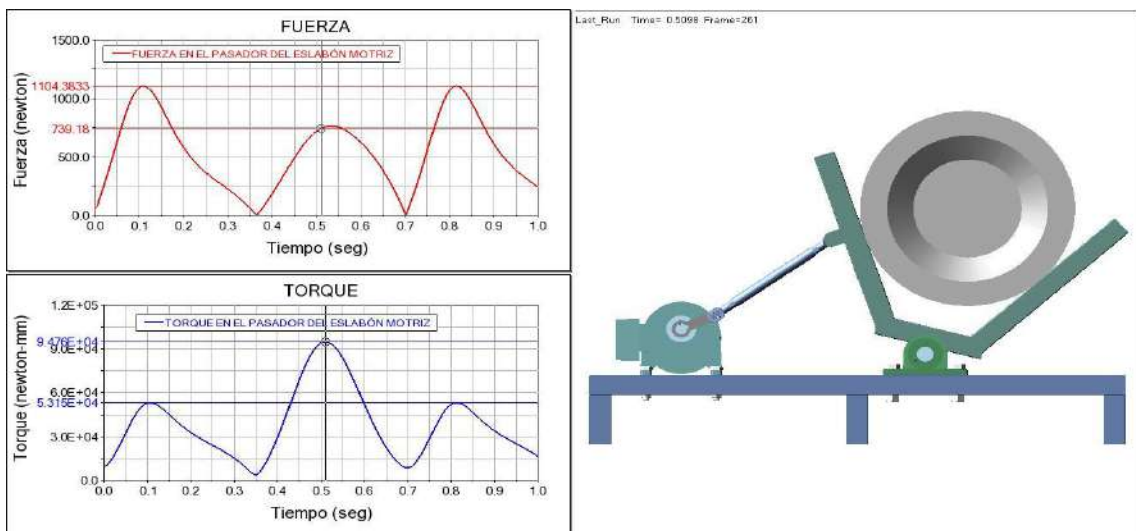 FUERZA
1500.0
FUERZA EN EL PASADOR DEL ESLABÓN MOTRIZ
1104.3833
1000.0
739.18
500.0
0.0
Fuerza (newton)
0.0 0.1 0.2 0.3 0.4 0.5 0.6 0.7 0.8 0.9 1.0
Tiempo (seg)
TORQUE
1.2E+05
TORQUE EN EL PASADOR DEL ESLABÓN MOTRIZ
9.476E+04
9.0E+04
6.0E+04
5.315E+04
3.0E+04
0.0
Torque (newton-mm)
0.0 0.1 0.2 0.3 0.4 0.5 0.6 0.7 0.8 0.9 1.0
Tiempo (seg)
Last_Run Time= 0.5098 Frame=261